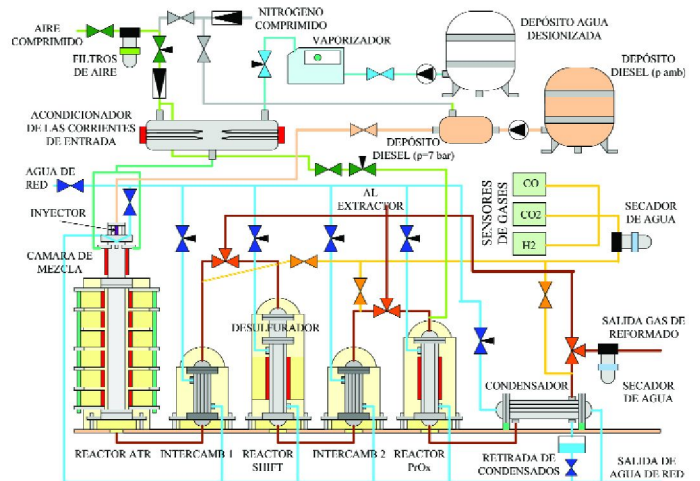 NITROGENO
COMPRIMIDO
DEPÓSITO AGUA
DESIONIZADA
AIRE
COMPRIMIDO
VAPORIZADOR
DEPÓSITO
DIESEL (p amb)
FILTROS
DE AIRE
ACONDICIONADOR
DE LAS CORRIENTES
DE ENTRADA
DEPÓSITO
DIESEL (p=7 bar)
AGUA DE
RED
AL
EXTRACTOR
SENSORES
DE GASES
CO
CO2
H2
SECADOR
DE AGUA
INYECTOR
CAMARA DE
MEZCLA
DESULFURADOR
SALIDA GAS DE
REFORMADO
CONDENSADOR
SECADOR
DE AGUA
REACTOR ATR
INTERCAMB 1
REACTOR
SHIFT
INTERCAMB 2
REACTOR
PrOx
RETIRADA DE
CONDENSADOS
SALIDA DE
AGUA DE RED